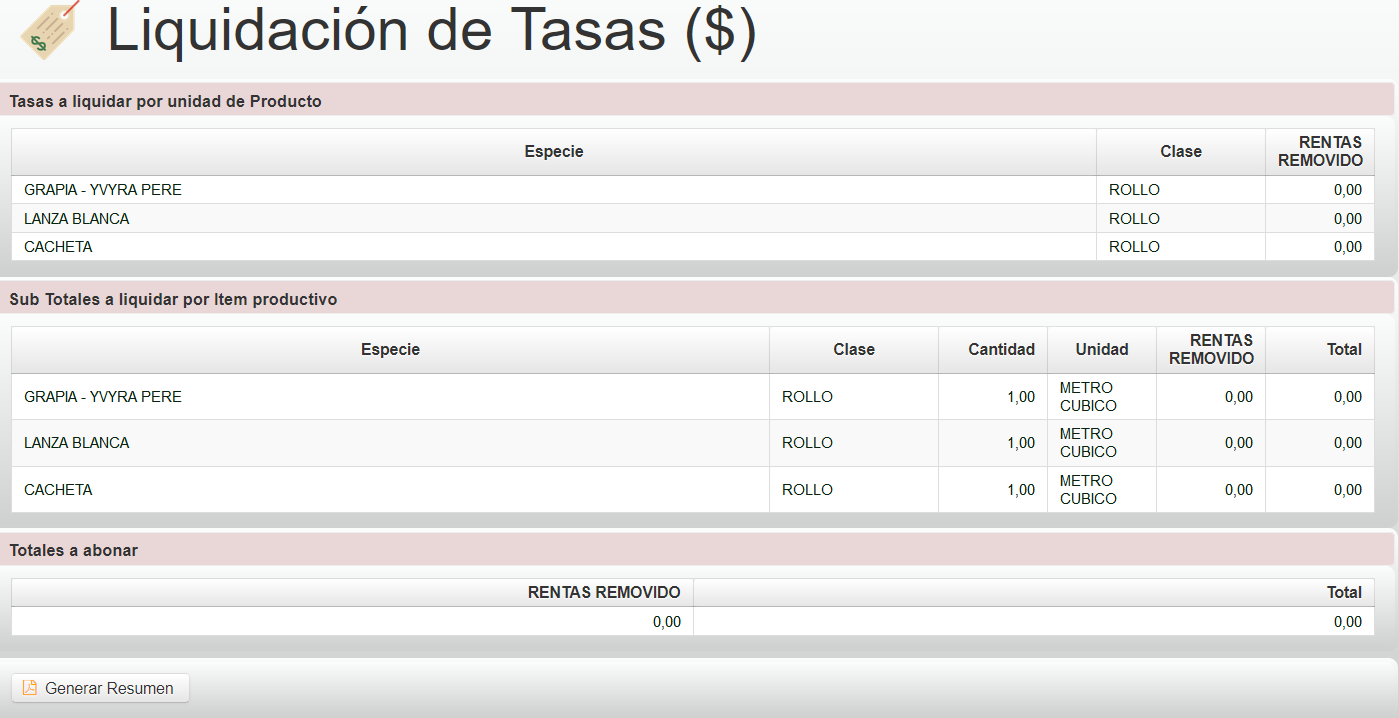 Liquidación de Tasas ($)
Tasas a liquidar por unidad de Producto
Especie Clase RENTAS REMOVIDO
GRAPIA - YVYRA PERE ROLLO 0,00
LANZA BLANCA ROLLO 0,00
CACHETA ROLLO 0,00
Sub Totales a liquidar por Item productivo
Especie Clase Cantidad Unidad RENTAS REMOVIDO Total
GRAPIA - YVYRA PERE ROLLO 1,00 METRO CUBICO 0,00 0,00
LANZA BLANCA ROLLO 1,00 METRO CUBICO 0,00 0,00
CACHETA ROLLO 1,00 METRO CUBICO 0,00 0,00
Totales a abonar
RENTAS REMOVIDO Total
0,00 0,00
Generar Resumen